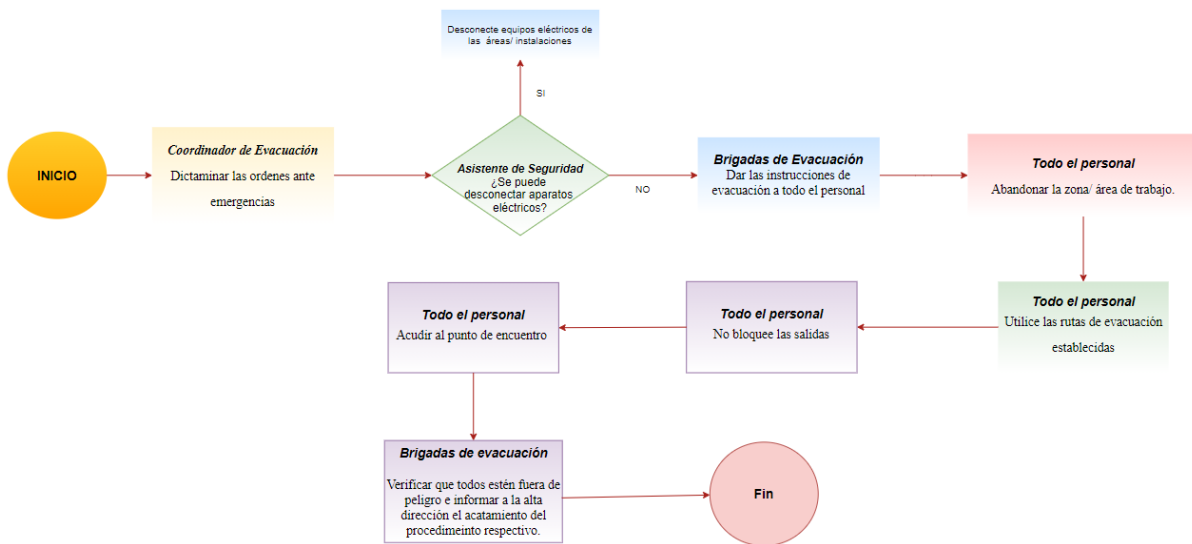 Desconecte equipos eléctricos de
las áreas/ instalaciones
SI
INICIO
Coordinador de Evacuación
Dictaminar las ordenes ante
emergencias
Asistente de Seguridad
¿Se puede
desconectar aparatos
eléctricos?
NO
Brigadas de Evacuación
Dar las instrucciones de
evacuación a todo el personal
Todo el personal
Abandonar la zona/ área de trabajo.
Todo el personal
Utilice las rutas de evacuación
establecidas
Todo el personal
No bloquee las salidas
Todo el personal
Acudir al punto de encuentro
Brigadas de evacuación
Verificar que todos estén fuera de
peligro e informar a la alta
dirección el acatamiento del
procedimeinto respectivo.
Fin